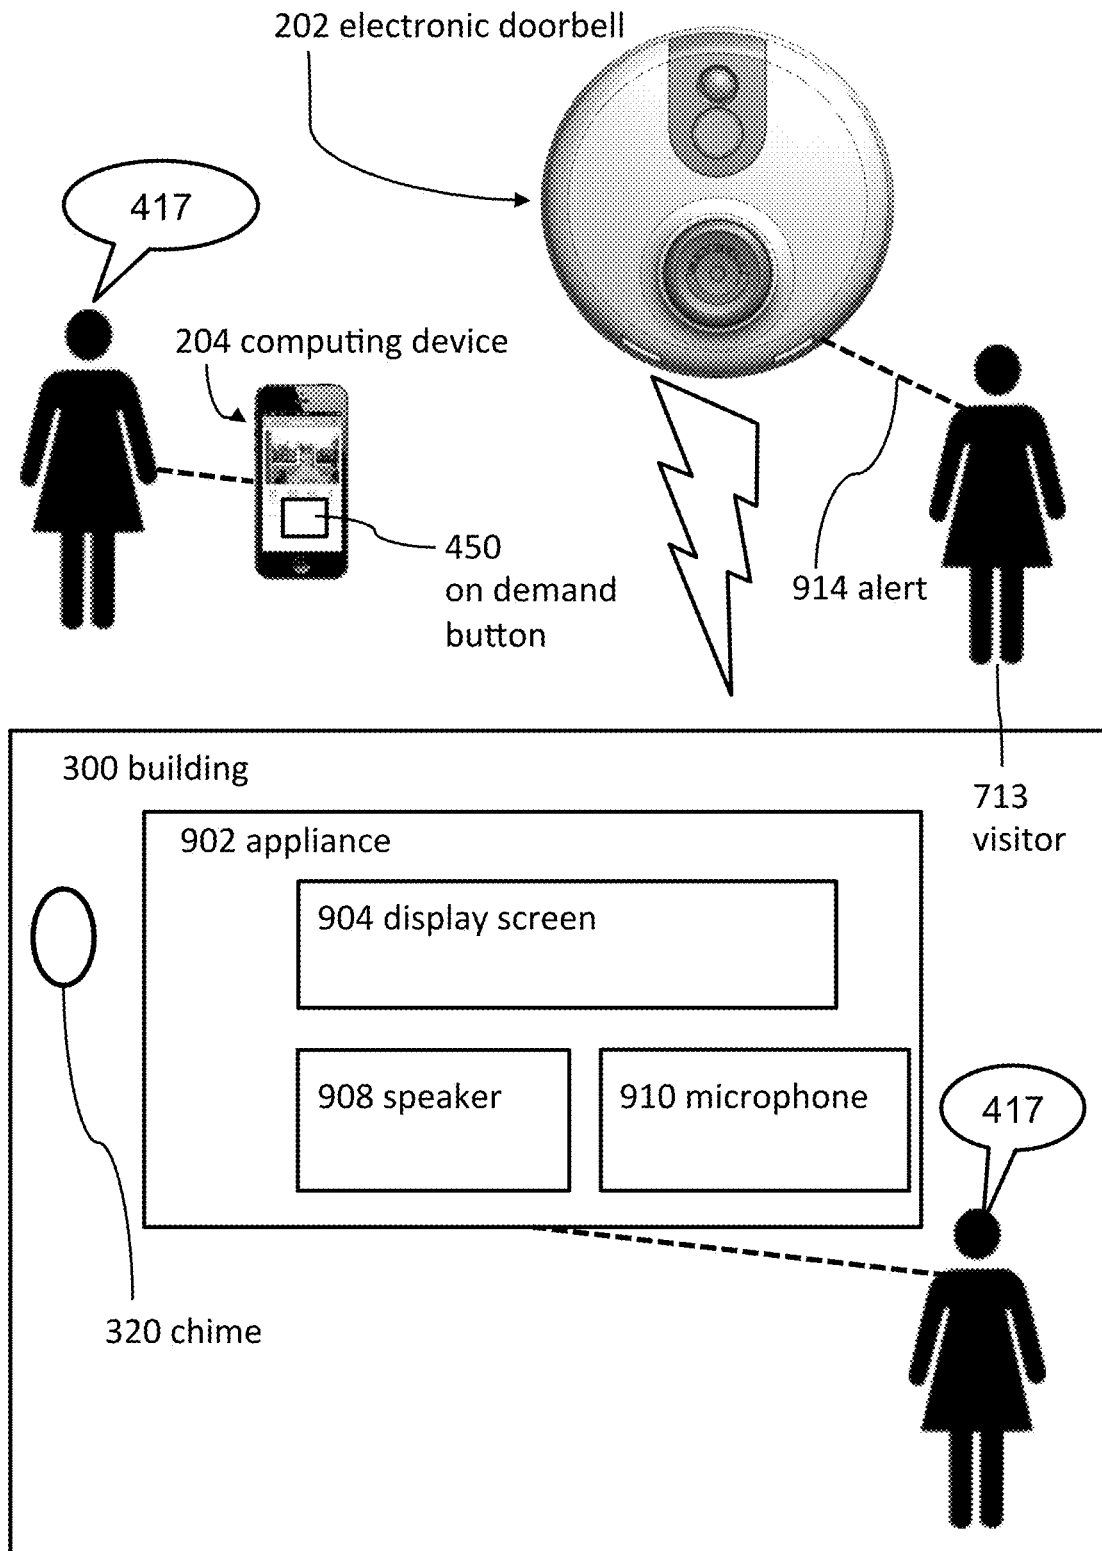 202 electronic doorbell
417
204 computing device
450
on demand
button
914 alert
713
visitor
300 building
902 appliance
904 display screen
908 speaker
910 microphone
417
320 chime